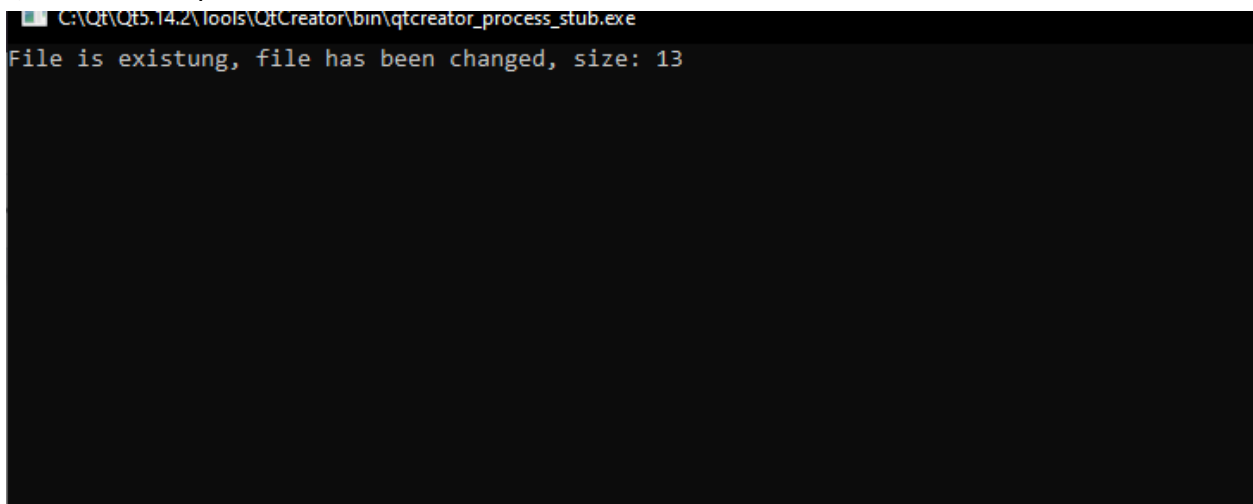 C:\Qt\Qt5.14.2\Tools\QtCreator\bin\qtcreator_process_stub.exe
File is existung, file has been changed, size: 13